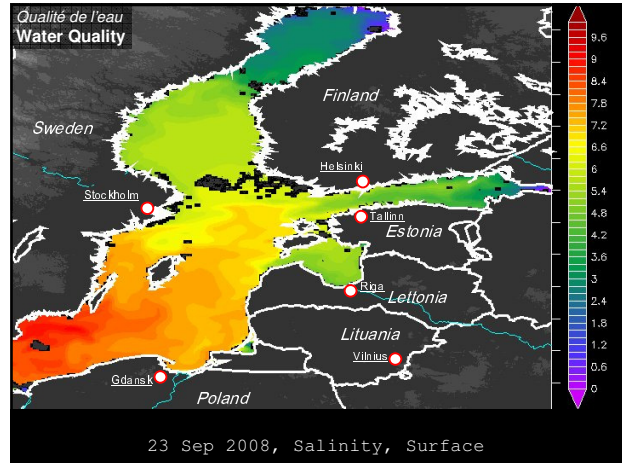 Qualité de l'eau
Water Quality
Sweden
Finland
Helsinki
Stockholm
Tallinn
Estonia
Riga
Lettonia
Lituania
Vilnius
Gdansk
Poland
9.6
9
8.4
7.8
7.2
6.6
6
5.4
4.8
4.2
3.6
3
2.4
1.8
1.2
0.6
0
23 Sep 2008, Salinity, Surface